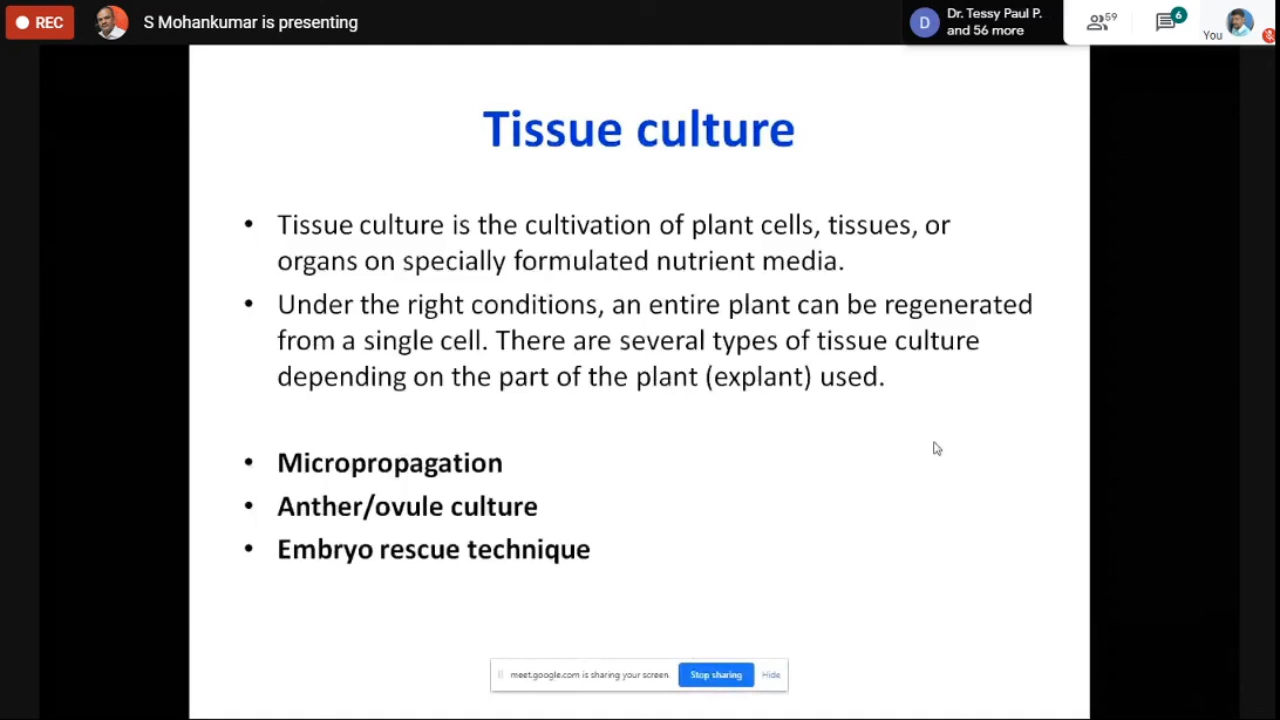 REC
S Mohankumar is presenting
D
Dr. Tessy Paul P.
and 56 more
59
6
You
Tissue culture
• Tissue culture is the cultivation of plant cells, tissues, or
organs on specially formulated nutrient media.
• Under the right conditions, an entire plant can be regenerated
from a single cell. There are several types of tissue culture
depending on the part of the plant (explant) used.
• Micropropagation
• Anther/ovule culture
• Embryo rescue technique
meet.google.com is sharing your screen.
Stop sharing
Hide